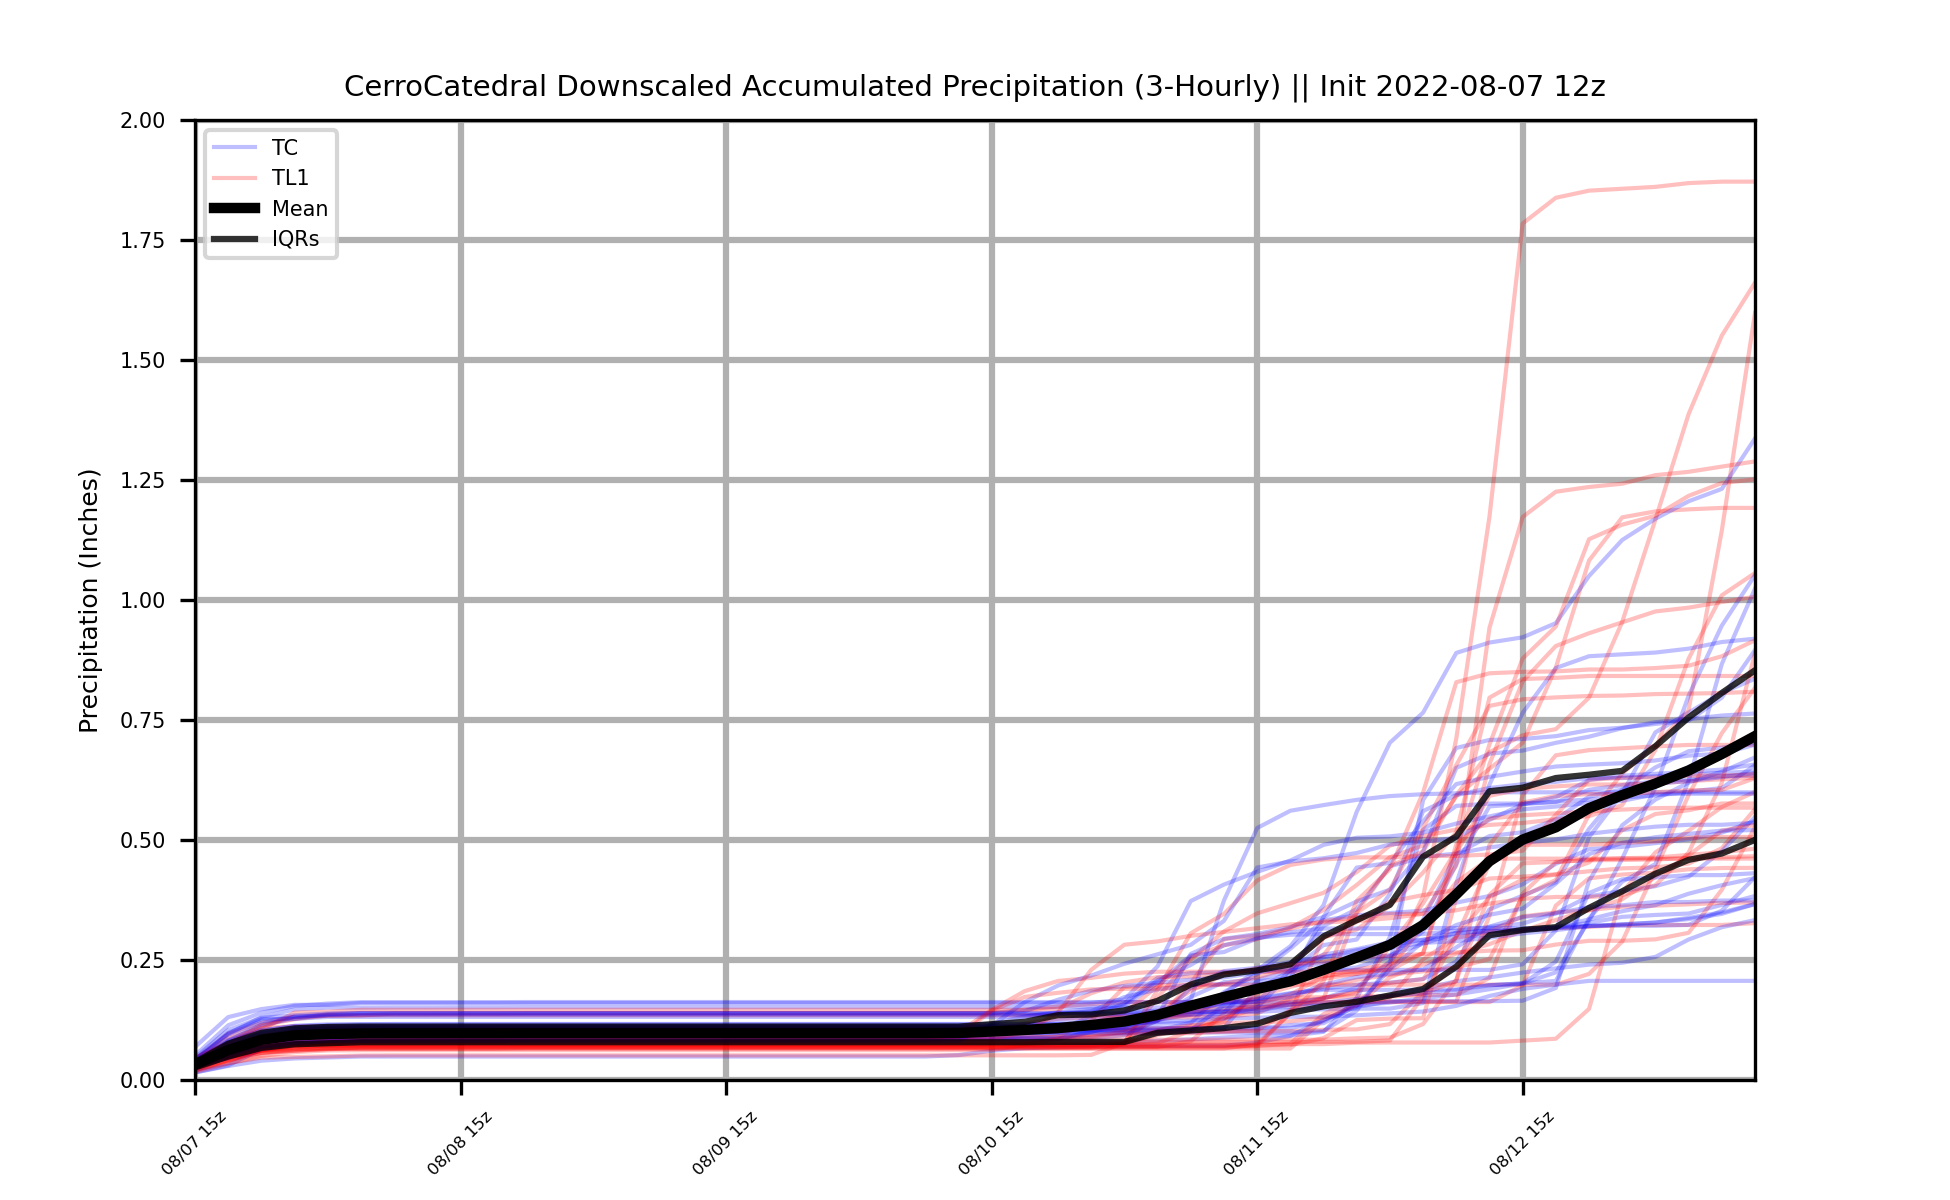 CerroCatedral Downscaled Accumulated Precipitation (3-Hourly) || Init 2022-08-07 12z
TC
TL1
Mean
IQRs
Precipitation (Inches)
2.00
1.75
1.50
1.25
1.00
0.75
0.50
0.25
0.00
08/07 15z
08/08 15z
08/09 15z
08/10 15z
08/11 15z
08/12 15z